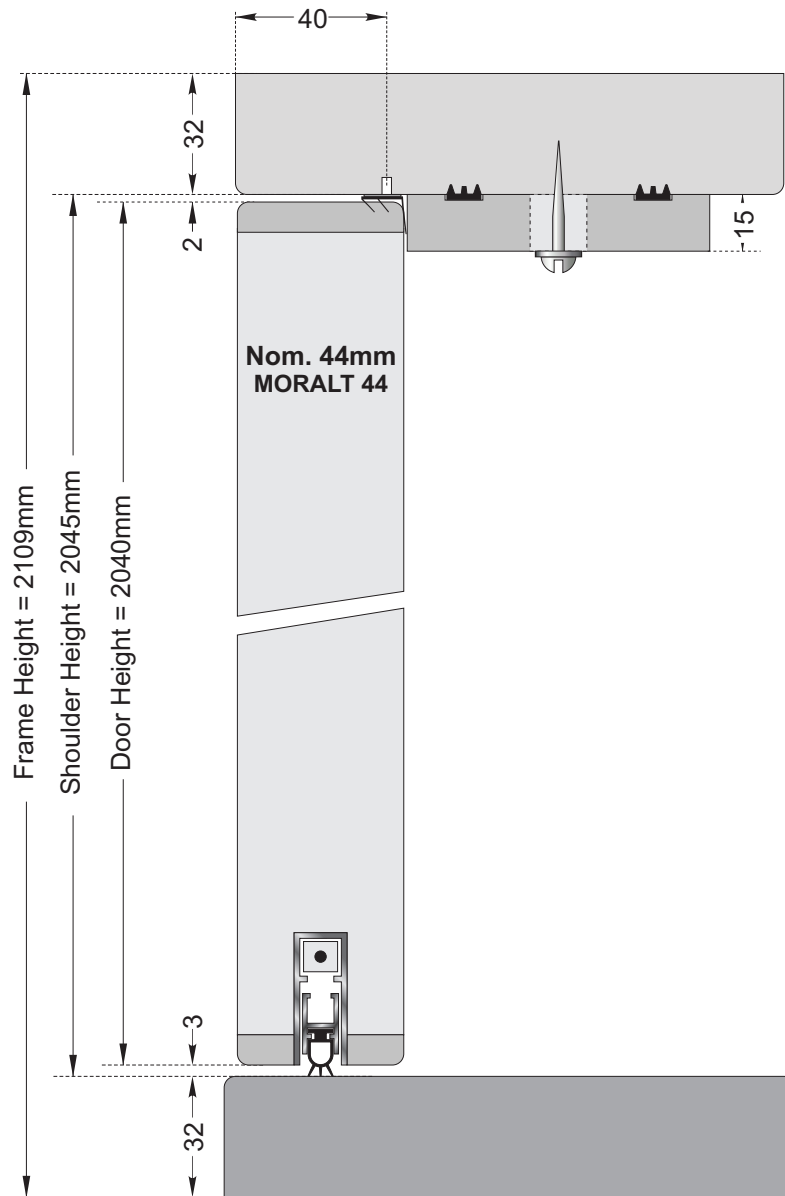 40
32
2
15
Nom. 44mm
MORALT 44
Frame Height = 2109mm
Shoulder Height = 2045mm
Door Height = 2040mm
3
32